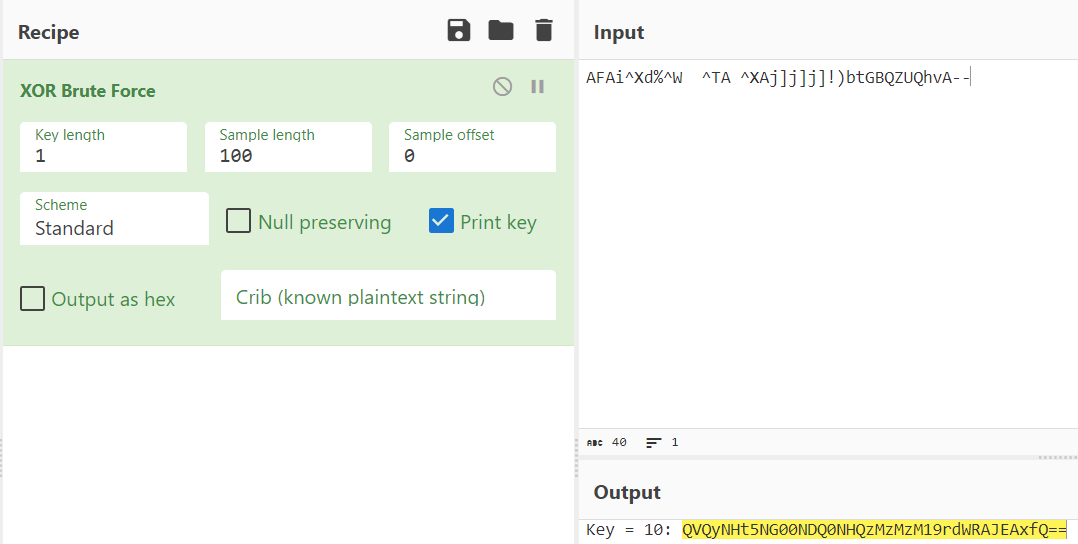 Recipe
XOR Brute Force
Key length
1
Sample length
100
Sample offset
0
Scheme
Standard
Null preserving
Print key
Output as hex
Crib (known plaintext string)
Input
AFAi^Xd%^W  ^TA ^XAj]j]j]!)btGBQZUQhvA--
ABC 40 1
Output
Key = 10: QVQyNHt5NG00NDQ0NHQzMzMzM19rdWRAJEAxfQ==